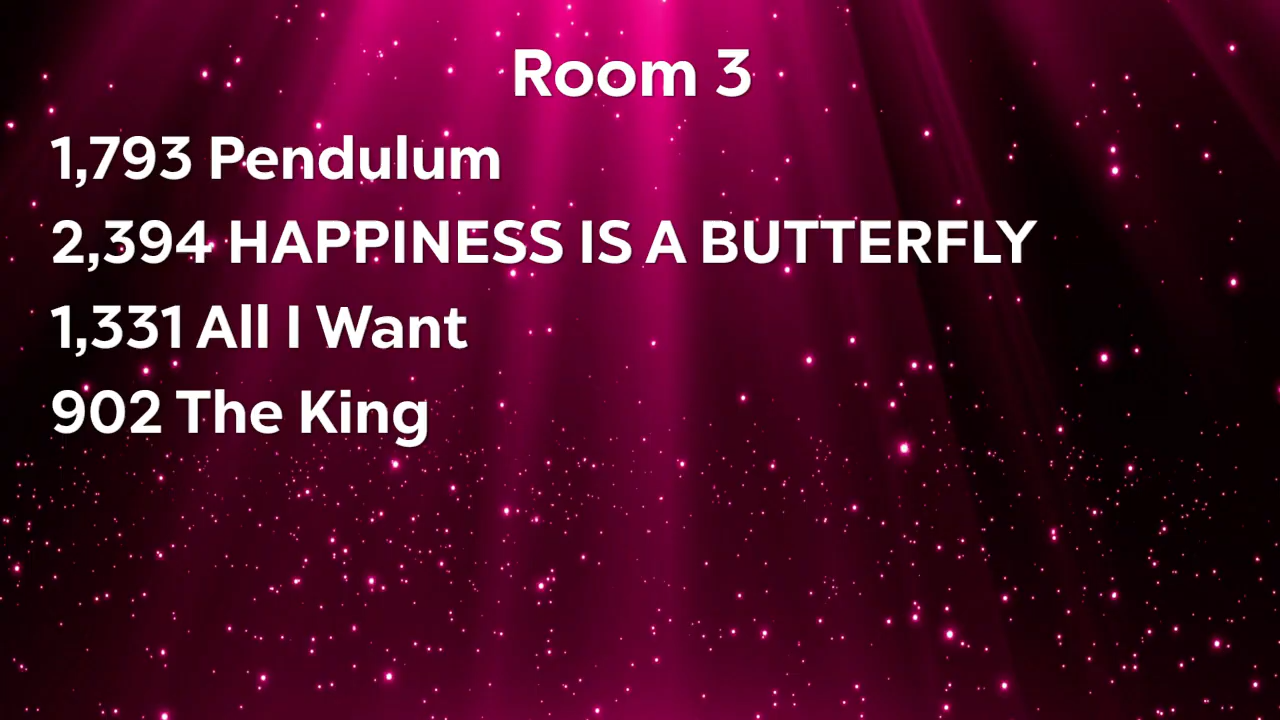 Room 3
1,793 Pendulum
2,394 HAPPINESS IS A BUTTERFLY
1,331 All I Want
902 The King